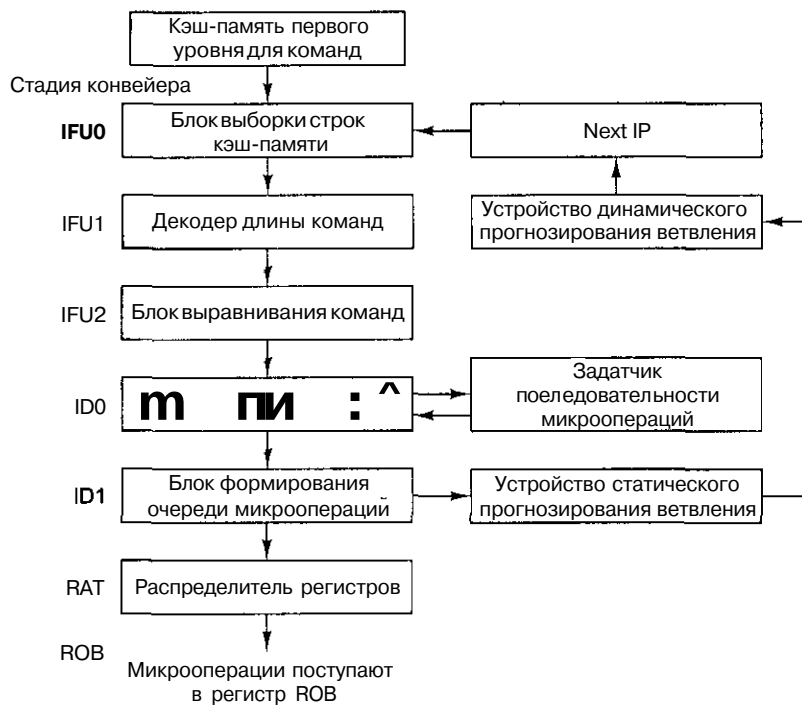 Кэш-память первого
уровня для команд
Стадия конвейера
IFU0
Блок выборки строк
кэш-памяти
Next IP
IFU1
Декодер длины команд
Устройство динамического
прогнозирования ветвления
IFU2
Блок выравнивания команд
ID0
m пи : ^
Задатчик
поеледовательности
микроопераций
ID1
Блок формирования
очереди микроопераций
Устройство статического
прогнозирования ветвления
RAT
Распределитель регистров
ROB
Микрооперации поступают
в регистр ROB